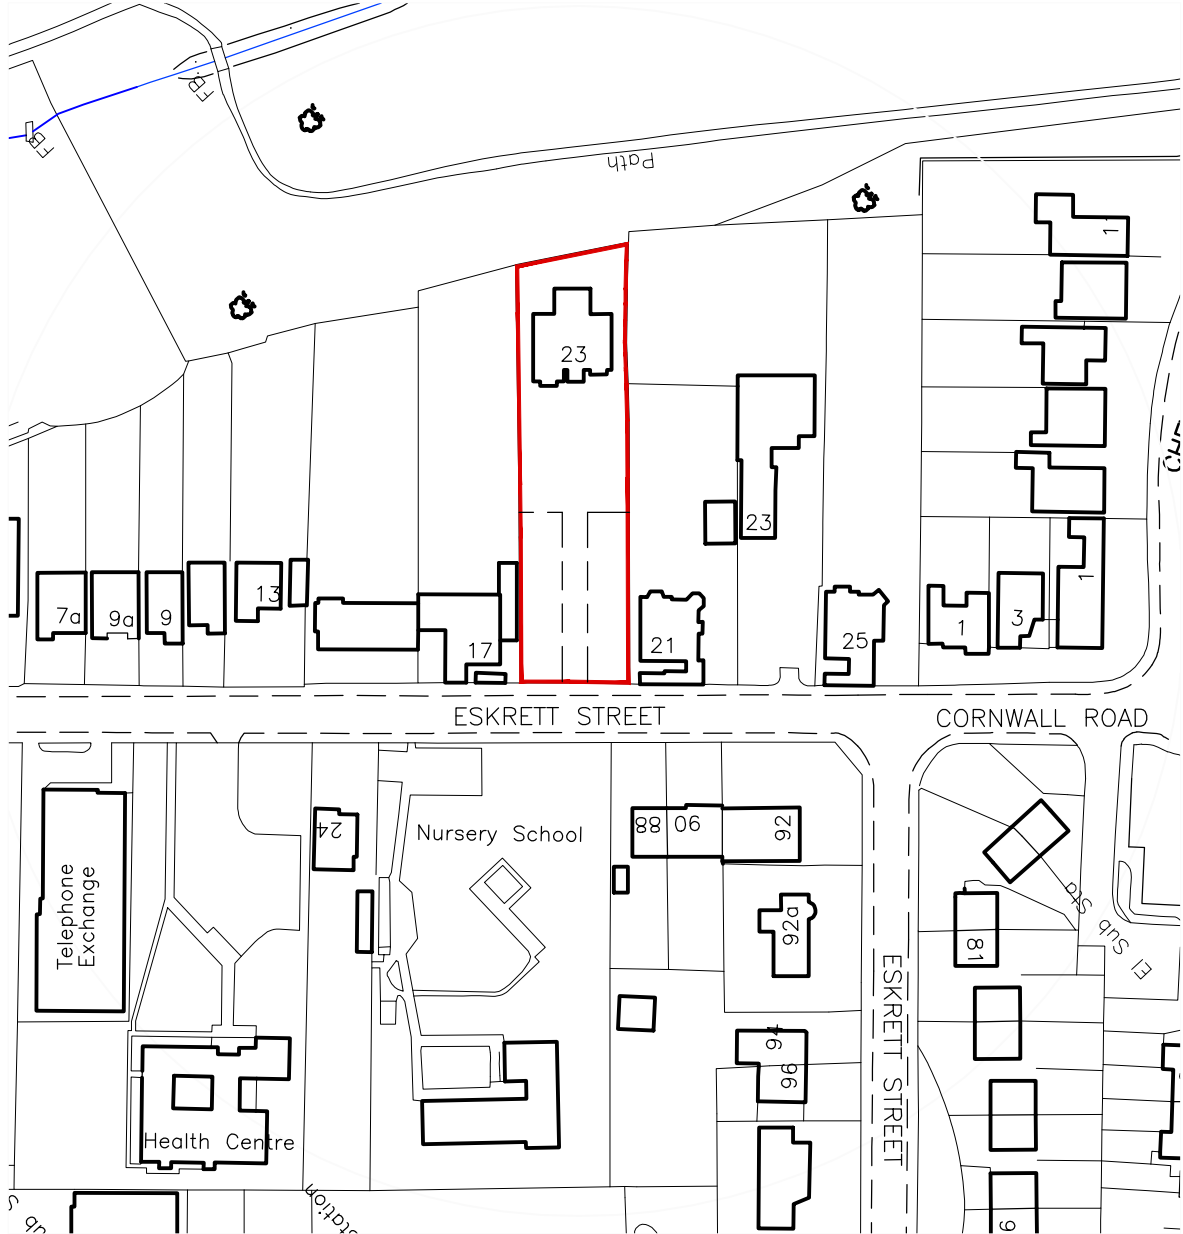 FB
FB
Path
1
23
23
7a
9a
9
13
17
21
25
1
3
1
ESKRETT STREET
CORNWALL ROAD
24
Nursery School
88
90
92
Telephone
Exchange
92a
81
El Sub
Sta
ESKRETT STREET
94
96
Health Centre
9